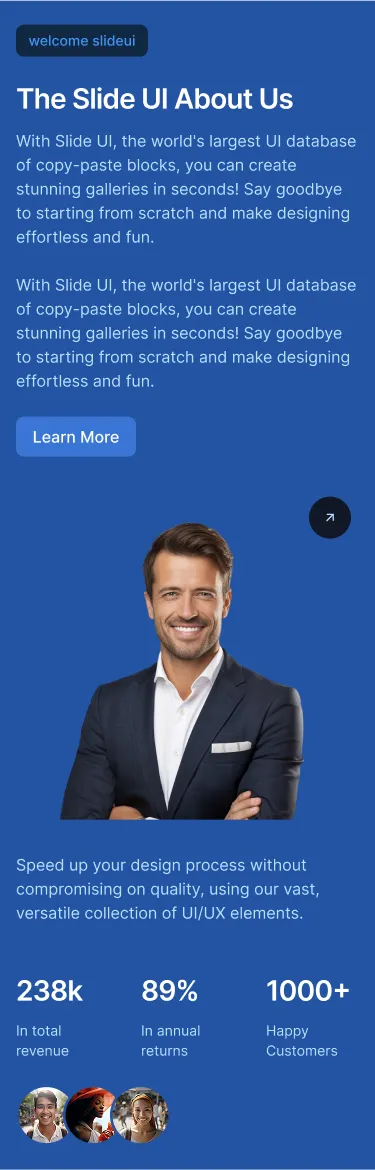 welcome slideui
The Slide UI About Us
With Slide UI, the world's largest UI database
of copy-paste blocks, you can create
stunning galleries in seconds! Say goodbye
to starting from scratch and make designing
effortless and fun.
With Slide UI, the world's largest UI database
of copy-paste blocks, you can create
stunning galleries in seconds! Say goodbye
to starting from scratch and make designing
effortless and fun.
Learn More
Speed up your design process without
compromising on quality, using our vast,
versatile collection of UI/UX elements.
238k 89% 1000+
In total In annual Happy
revenue returns Customers